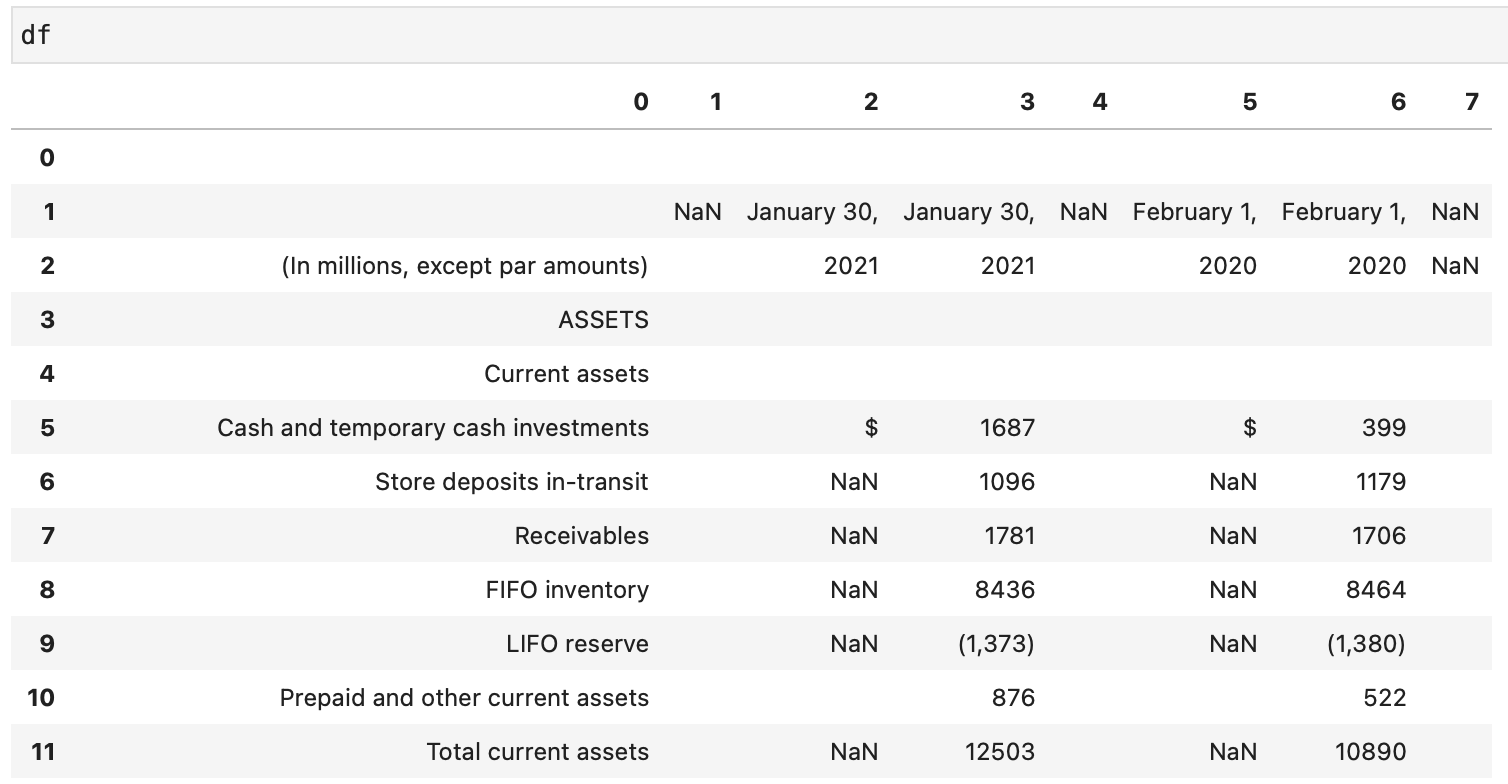 df
0 1 2 3 4 5 6 7
0
1 NaN January 30, January 30, NaN February 1, February 1, NaN
2 (In millions, except par amounts) 2021 2021 2020 2020 NaN
3 ASSETS
4 Current assets
5 Cash and temporary cash investments $ 1687 $ 399
6 Store deposits in-transit NaN 1096 NaN 1179
7 Receivables NaN 1781 NaN 1706
8 FIFO inventory NaN 8436 NaN 8464
9 LIFO reserve NaN (1,373) NaN (1,380)
10 Prepaid and other current assets 876 522
11 Total current assets NaN 12503 NaN 10890